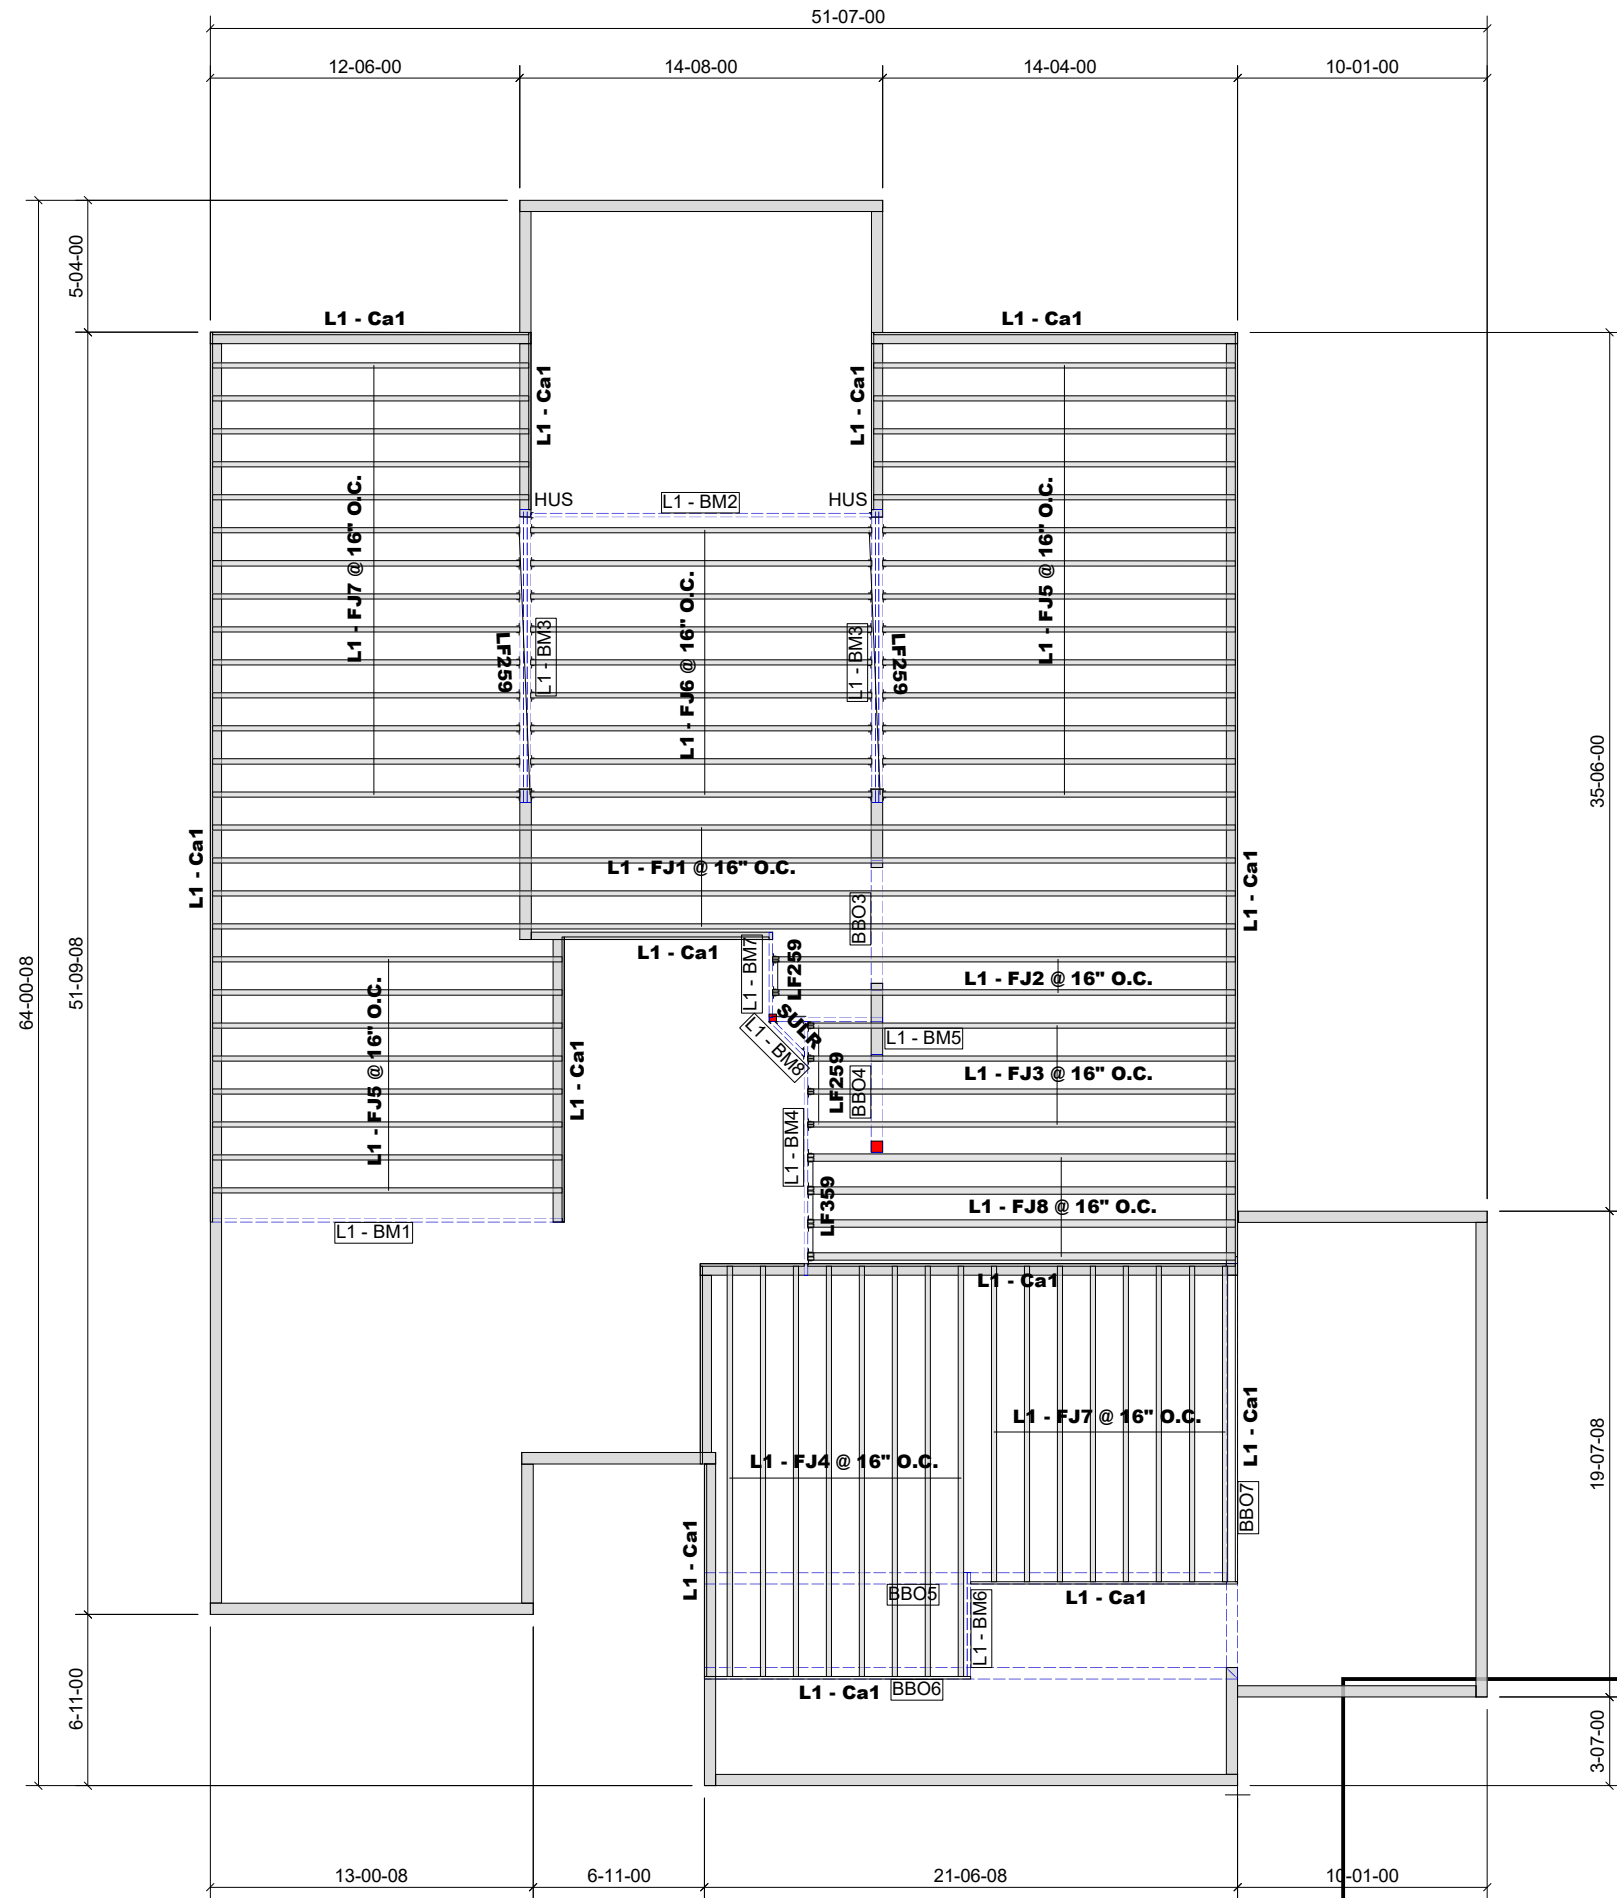 51-07-00
12-06-00
14-08-00
14-04-00
10-01-00
5-04-00
L1 - Ca1
L1 - Ca1
L1 - Ca1
L1 - Ca1
HUS
L1 - BM2
HUS
L1 - FJ7 @ 16" O.C.
L1 - FJ6 @ 16" O.C.
L1 - FJ5 @ 16" O.C.
LF259
L1 - BM3
L1 - BM3
LF259
35-06-00
L1 - Ca1
L1 - FJ1 @ 16" O.C.
L1 - Ca1
BBO3
64-00-08
51-09-08
L1 - Ca1
L1 - BM7
LF259
L1 - FJ2 @ 16" O.C.
SULR
L1 - BM8
L1 - BM5
L1 - FJ5 @ 16" O.C.
L1 - Ca1
LF259
BBO4
L1 - FJ3 @ 16" O.C.
L1 - BM4
LF359
L1 - FJ8 @ 16" O.C.
L1 - BM1
L1 - Ca1
L1 - FJ7 @ 16" O.C.
L1 - Ca1
L1 - FJ4 @ 16" O.C.
19-07-08
BBO7
L1 - Ca1
BBO5
L1 - BM6
L1 - Ca1
L1 - Ca1
BBO6
6-11-00
3-07-00
13-00-08
6-11-00
21-06-08
10-01-00